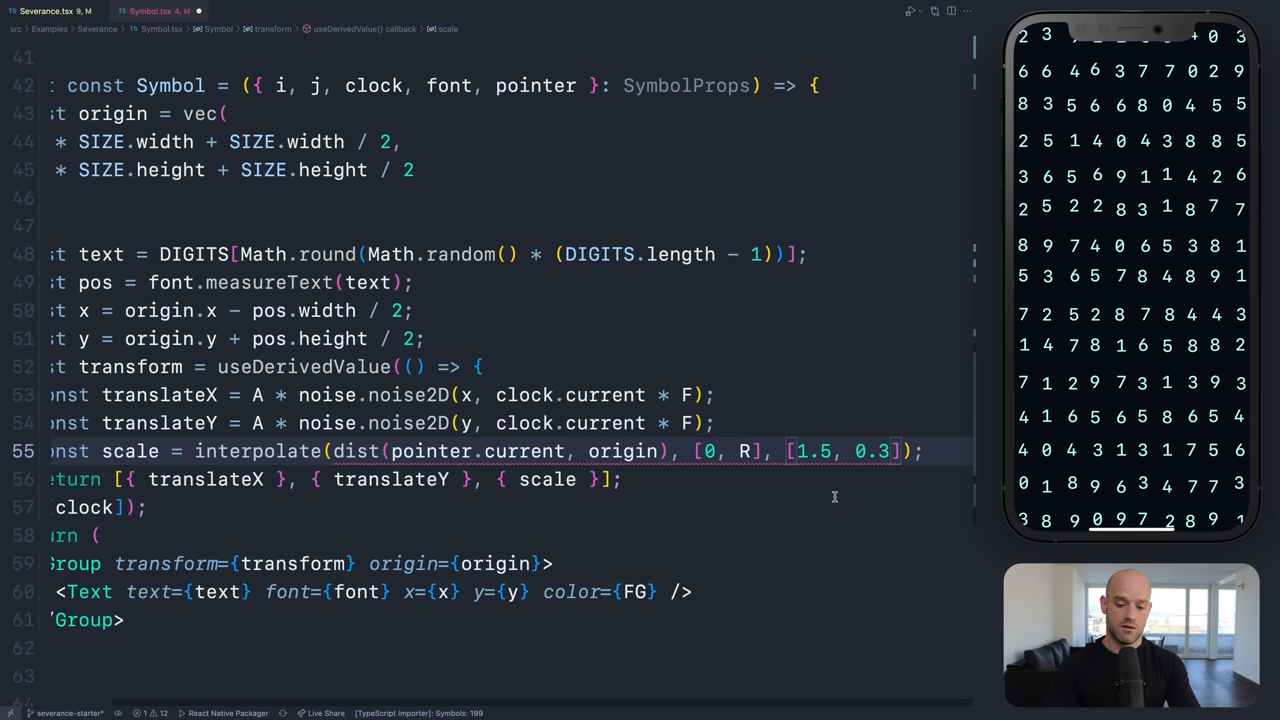 Severance.tsx 9, M
Symbol.tsx 4, M
src > Examples > Severance > Symbol.tsx > Symbol > transform > useDerivedValue() callback > scale
41
42 t const Symbol = ({ i, j, clock, font, pointer }: SymbolProps) => {
43 st origin = vec(
44 * SIZE.width + SIZE.width / 2,
45 * SIZE.height + SIZE.height / 2
46
47
48 st text = DIGITS[Math.round(Math.random() * (DIGITS.length - 1))];
49 st pos = font.measureText(text);
50 st x = origin.x - pos.width / 2;
51 st y = origin.y + pos.height / 2;
52 st transform = useDerivedValue(() => {
53 onst translateX = A * noise.noise2D(x, clock.current * F);
54 onst translateY = A * noise.noise2D(y, clock.current * F);
55 onst scale = interpolate(dist(pointer.current, origin), [0, R], [1.5, 0.3]);
56 eturn [{ translateX }, { translateY }, { scale }];
57 [clock]);
58 urn (
59 Group transform={transform} origin={origin}>
60 <Text text={text} font={font} x={x} y={y} color={FG} />
61 /Group>
62
63
severance-starter* 1 12 React Native Packager Live Share [TypeScript Importer]: Symbols: 199
6 6 4 6 3 7 7 0 2 9
8 3 5 6 6 8 0 4 5 5
2 5 1 4 0 4 3 8 8 5
3 6 5 6 9 1 1 4 2 6
2 5 2 2 8 3 1 8 7 7
8 9 7 4 0 6 5 3 8 1
5 3 6 5 7 8 4 8 9 1
7 2 5 2 8 7 8 4 4 3
1 4 7 8 1 6 5 8 8 2
7 1 2 9 7 3 1 3 9 3
4 1 6 5 6 5 8 6 5 4
4 0 4 3 1 3 1 7 7 5
0 1 8 9 6 3 4 7 7 3
3 8 9 0 9 7 2 8 9 1